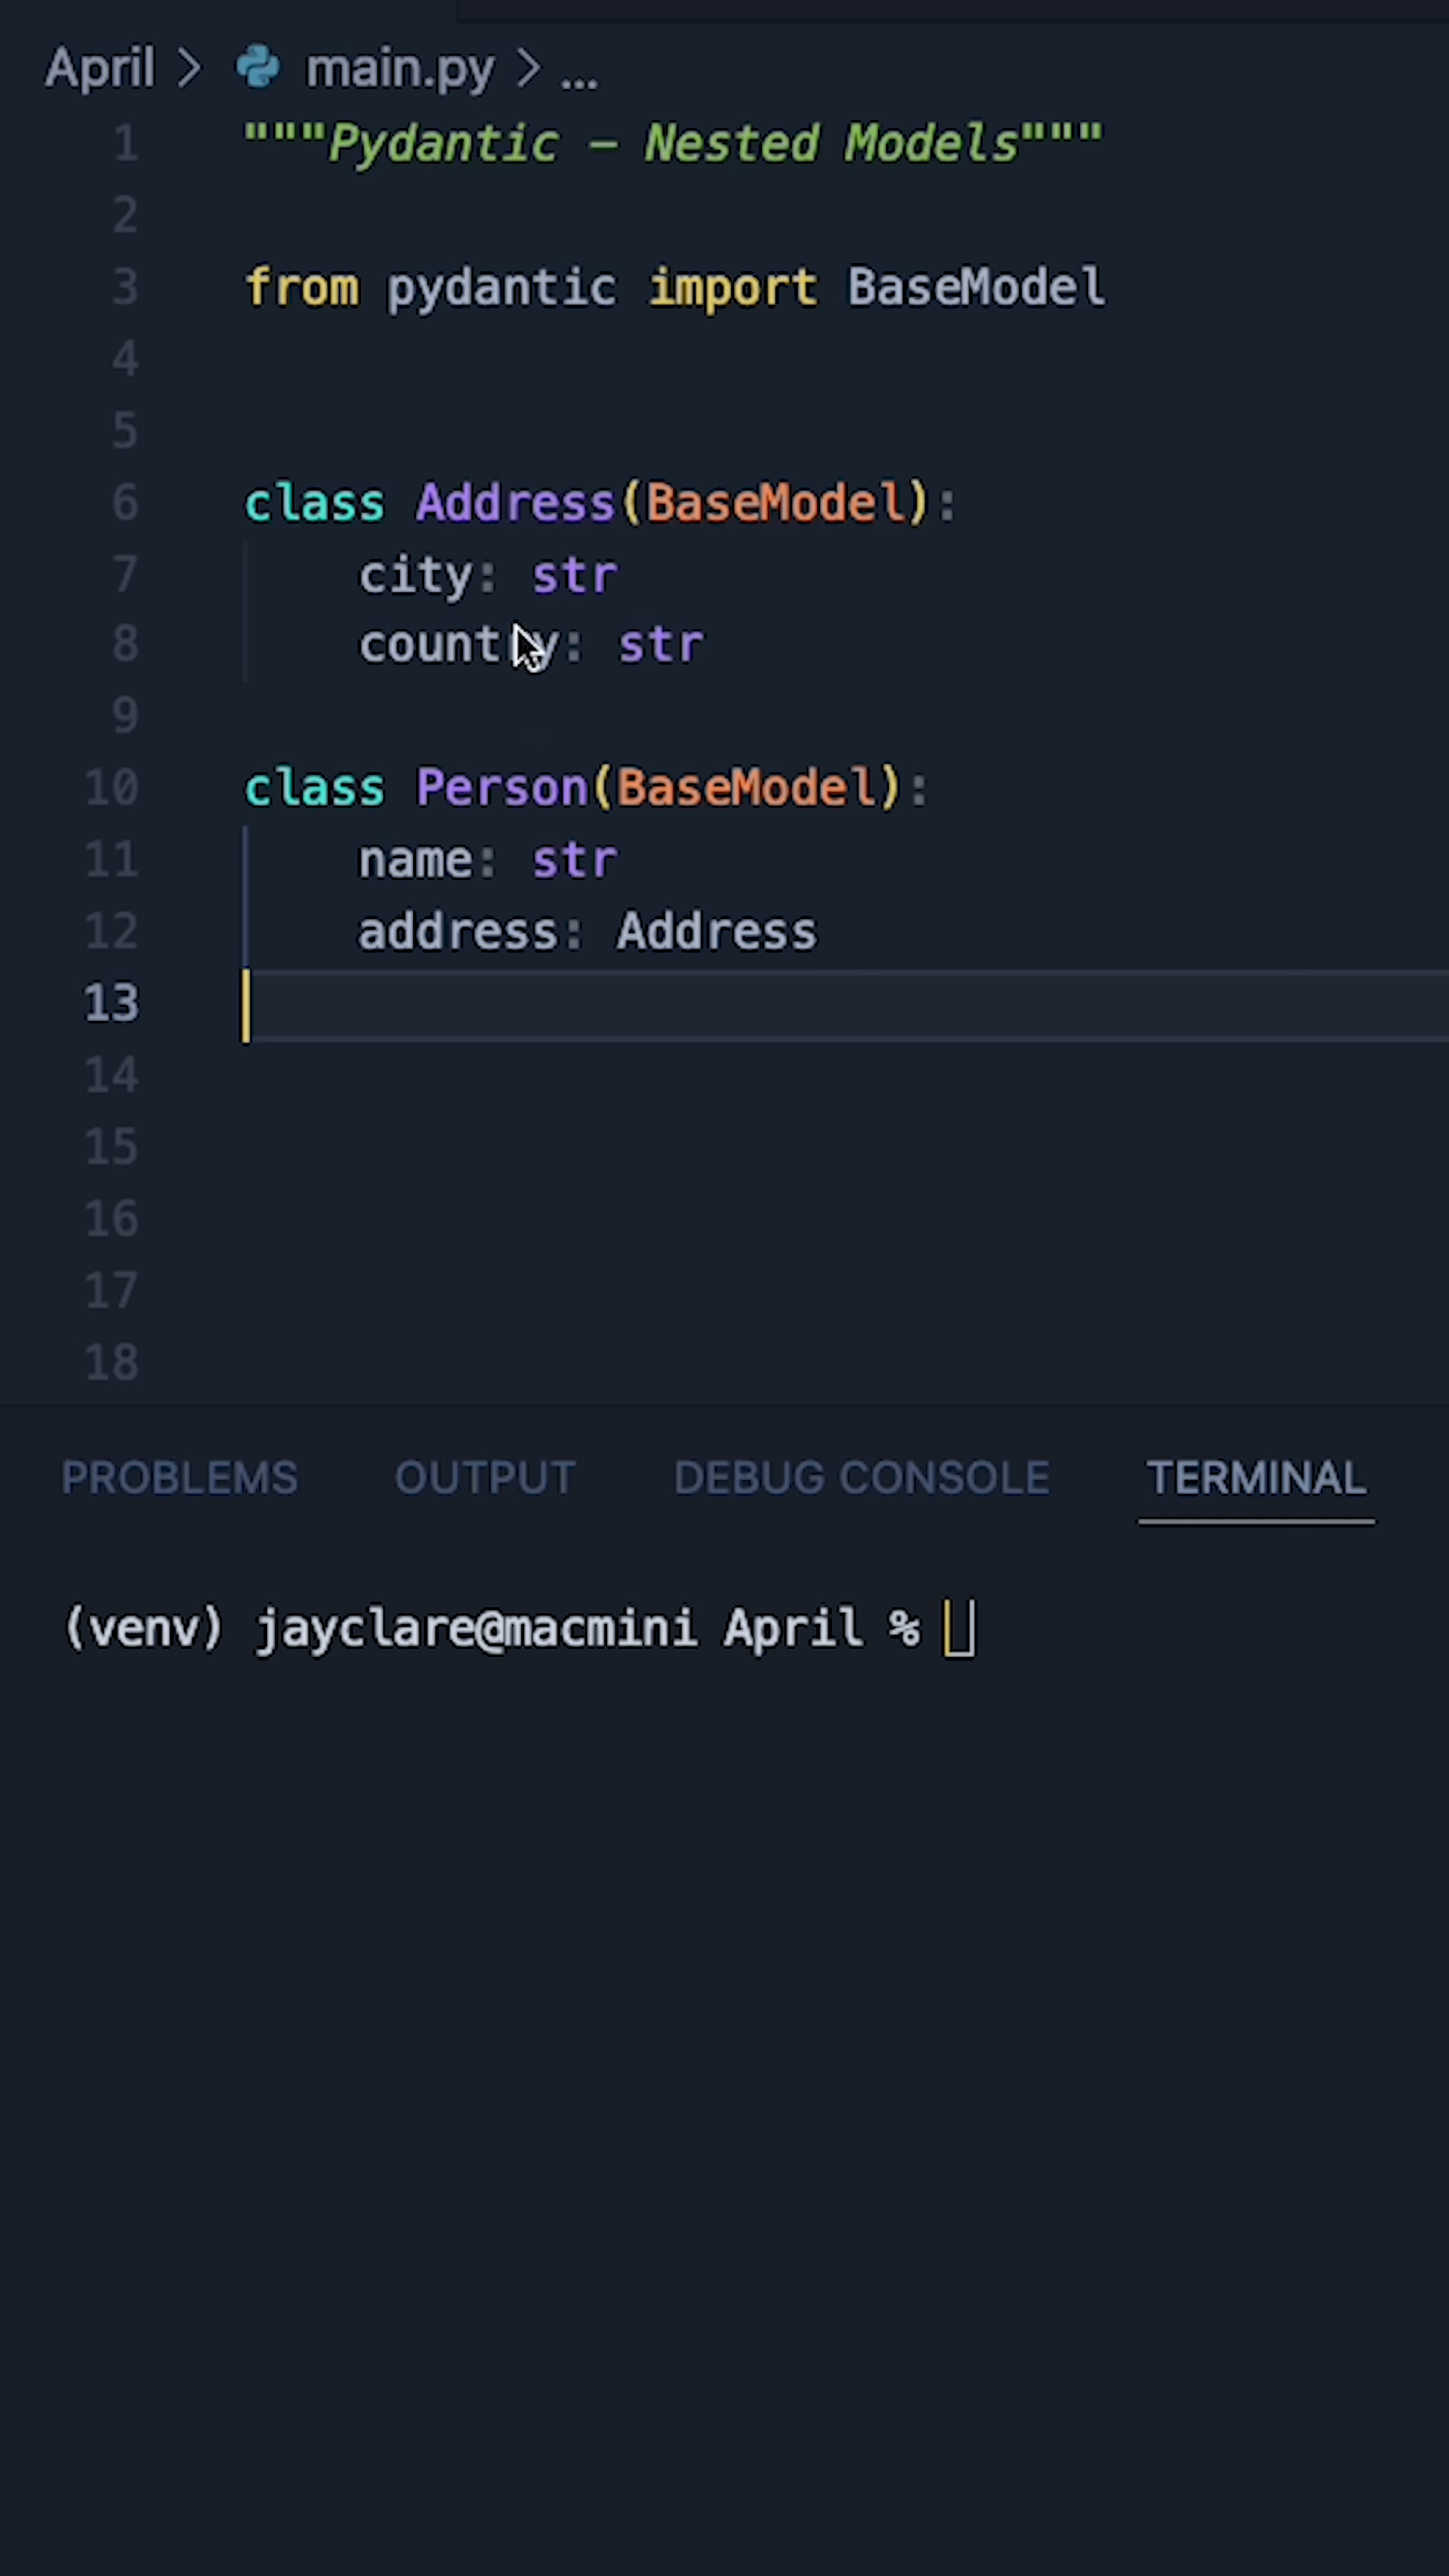 April > main.py > ...
1 """Pydantic – Nested Models"""
2
3 from pydantic import BaseModel
4
5
6 class Address(BaseModel):
7     city: str
8     country: str
9
10 class Person(BaseModel):
11     name: str
12     address: Address
13
14
15
16
17
18
PROBLEMS OUTPUT DEBUG CONSOLE TERMINAL
(venv) jayclare@macmini April %